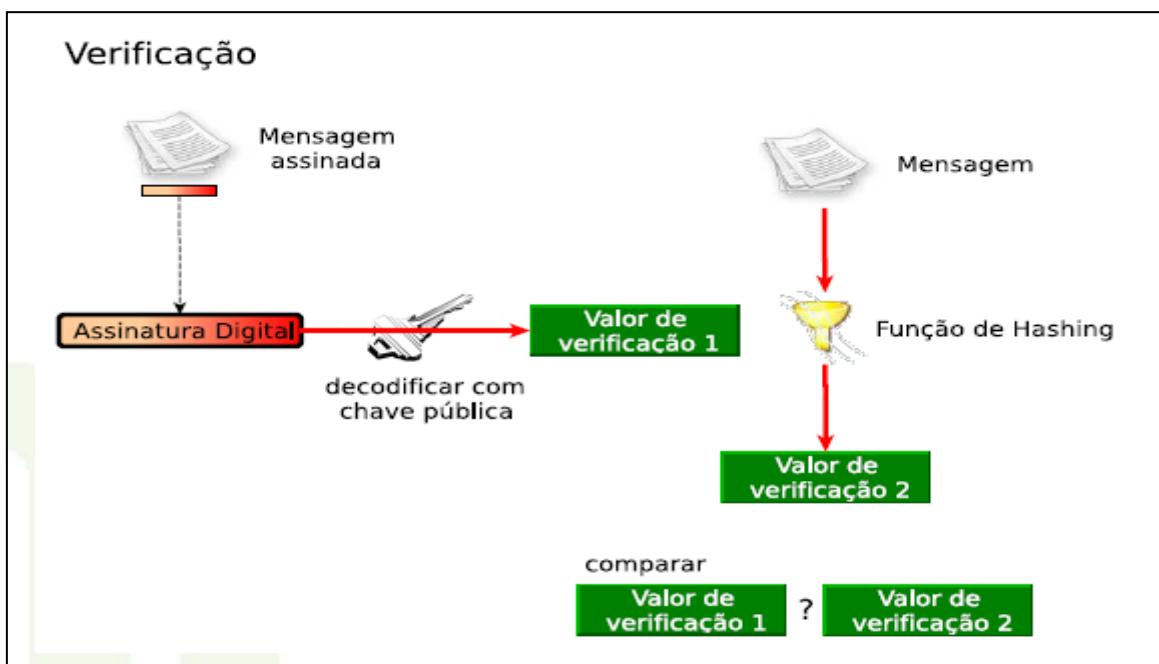 Verificação
Mensagem
assinada
Mensagem
Assinatura Digital
decodificar com
chave pública
Valor de
verificação 1
Função de Hashing
Valor de
verificação 2
comparar
Valor de
verificação 1
?
Valor de
verificação 2